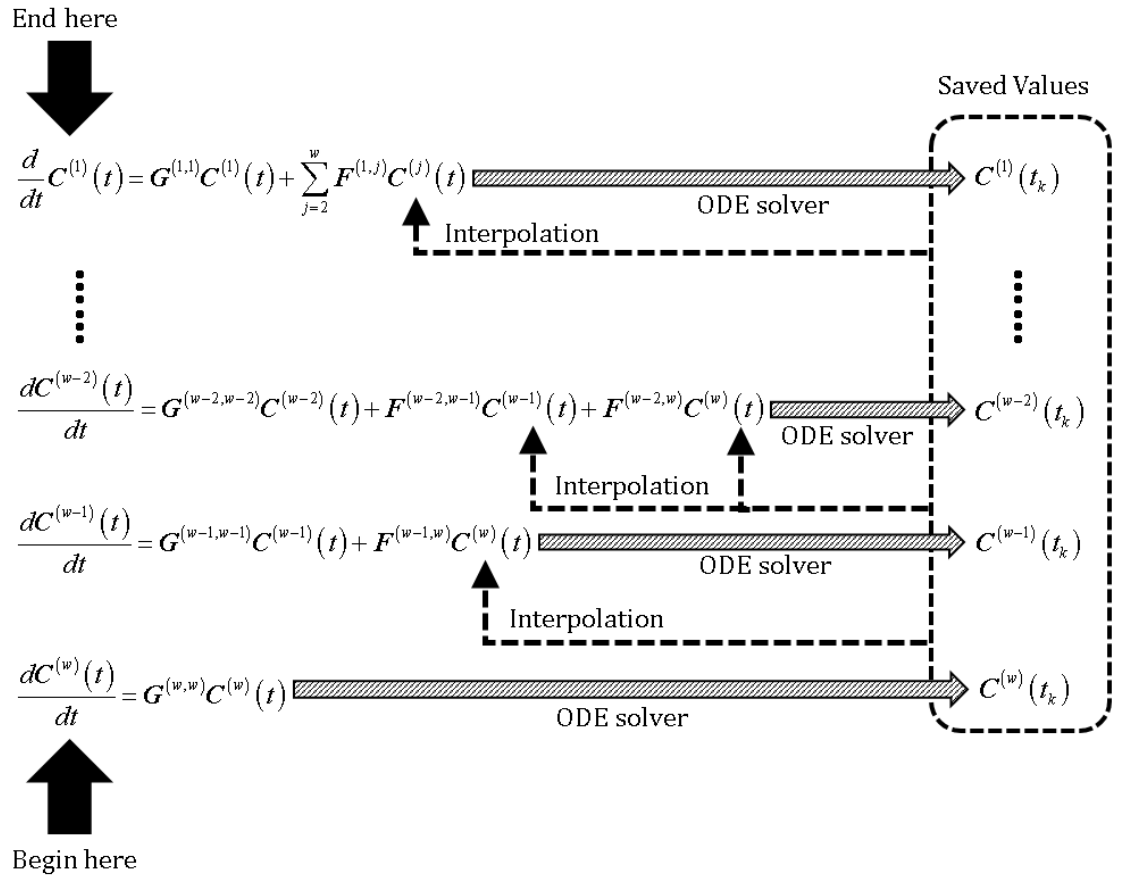 End here
Saved Values
d/dt C^(1)(t) = G^(1,1) C^(1)(t) + ∑_{j=2}^{w} F^(1,j) C^(j)(t)
ODE solver
C^(1)(t_k)
Interpolation
dC^(w−2)(t)/dt = G^(w−2,w−2) C^(w−2)(t) + F^(w−2,w−1) C^(w−1)(t) + F^(w−2,w) C^(w)(t)
ODE solver
C^(w−2)(t_k)
Interpolation
dC^(w−1)(t)/dt = G^(w−1,w−1) C^(w−1)(t) + F^(w−1,w) C^(w)(t)
ODE solver
C^(w−1)(t_k)
Interpolation
dC^(w)(t)/dt = G^(w,w) C^(w)(t)
ODE solver
C^(w)(t_k)
Begin here